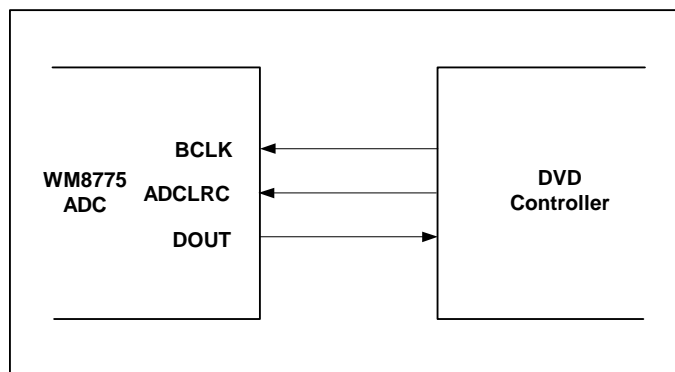 BCLK
WM8775
ADC
ADCLRC
DOUT
DVD
Controller